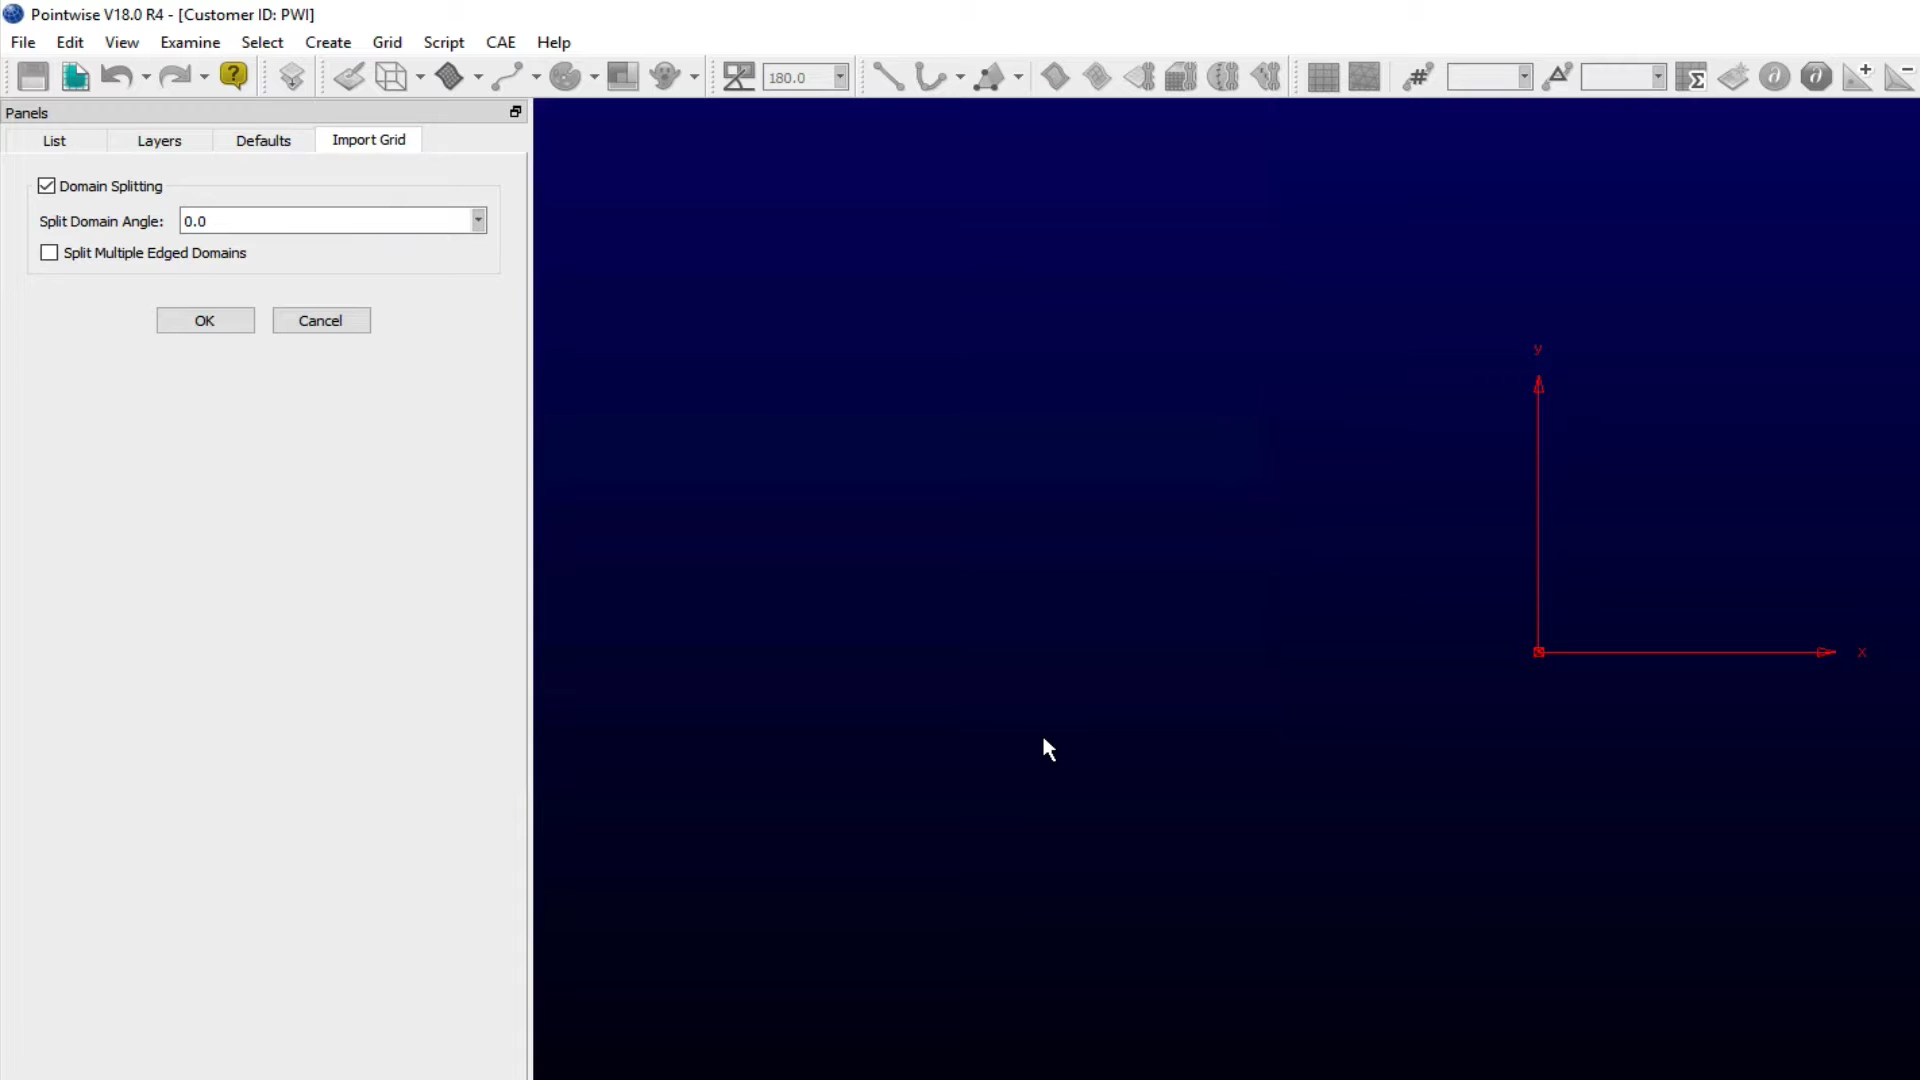 Pointwise V18.0 R4 - [Customer ID: PWI]
File Edit View Examine Select Create Grid Script CAE Help
180.0
Panels
List Layers Defaults Import Grid
Domain Splitting
Split Domain Angle: 0.0
Split Multiple Edged Domains
OK Cancel
y
x